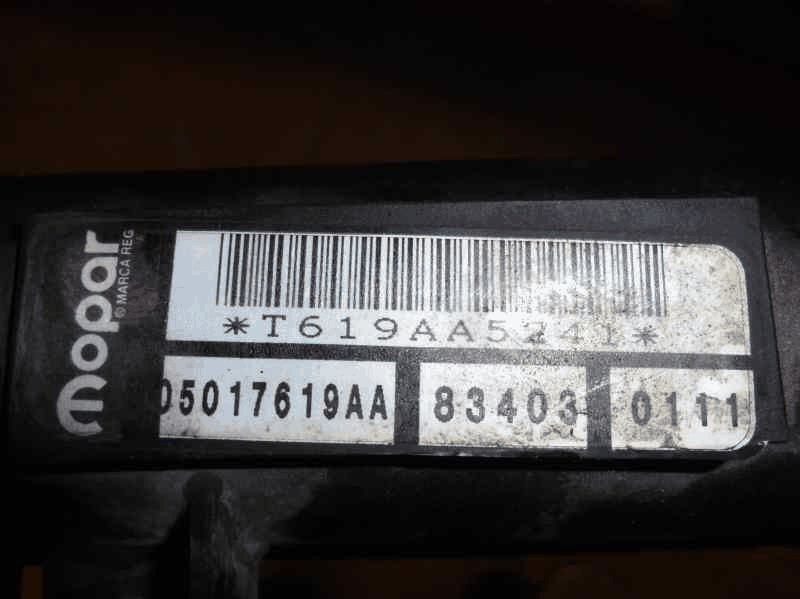 mopar
® MARCA REG
*T619AA5241*
05017619AA 83403 0111